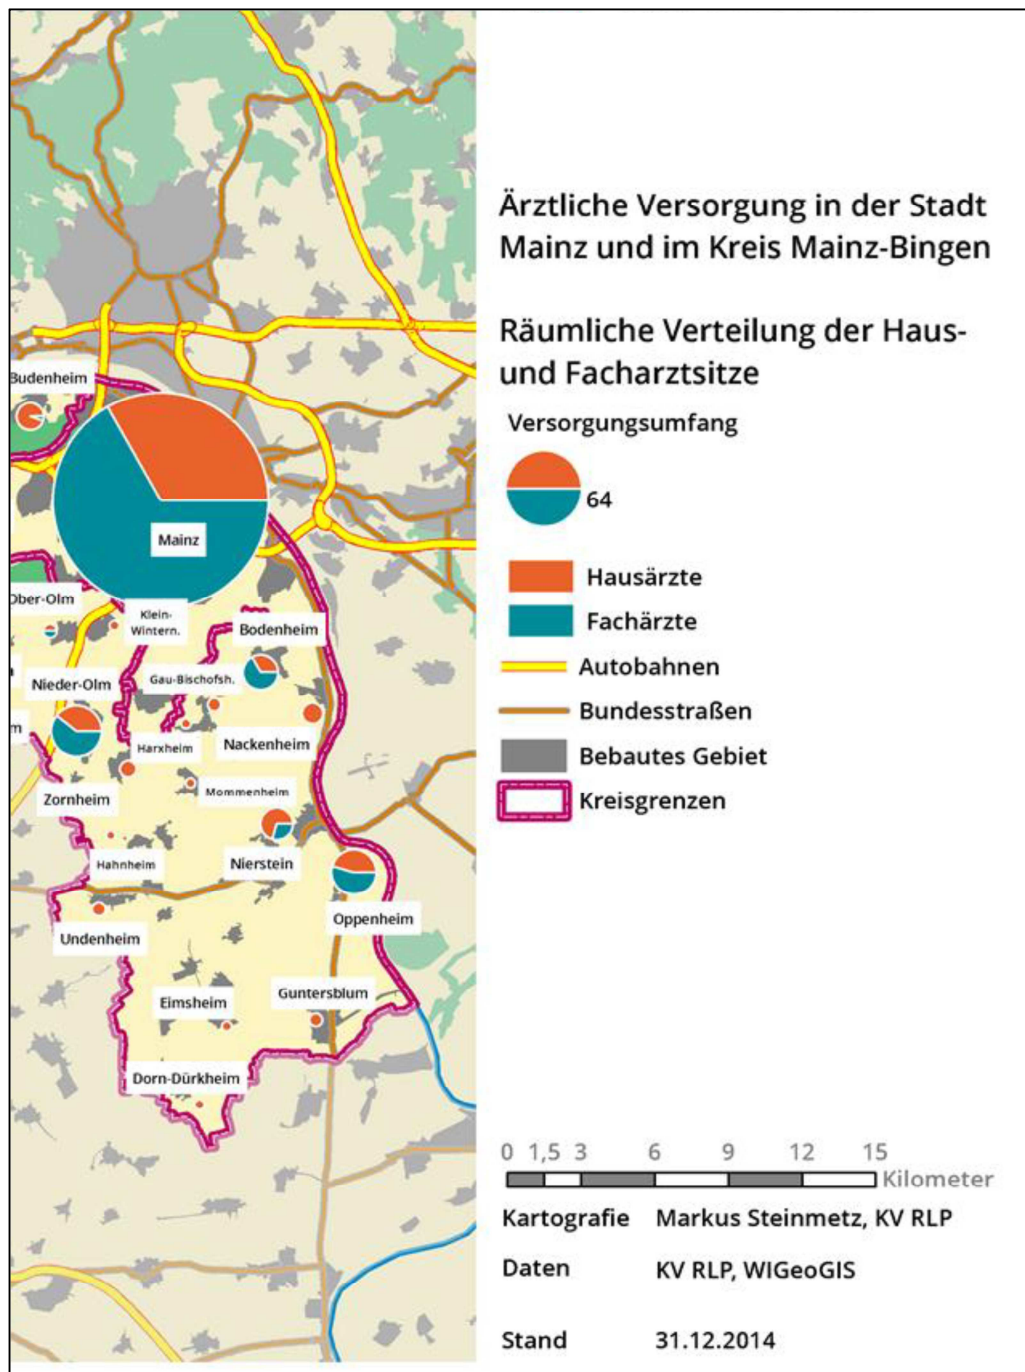 Ärztliche Versorgung in der Stadt
Mainz und im Kreis Mainz-Bingen
Räumliche Verteilung der Haus-
und Facharztsitze
Versorgungsumfang
64
Hausärzte
Fachärzte
Autobahnen
Bundesstraßen
Bebautes Gebiet
Kreisgrenzen
Budenheim
Mainz
Ober-Olm
Klein-
Wintern.
Bodenheim
Nieder-Olm
Gau-Bischofsh.
Harxheim
Nackenheim
Zornheim
Mommenheim
Hahnheim
Nierstein
Oppenheim
Undenheim
Eimsheim
Guntersblum
Dorn-Dürkheim
0 1,5 3 6 9 12 15
Kilometer
Kartografie Markus Steinmetz, KV RLP
Daten KV RLP, WIGeoGIS
Stand 31.12.2014